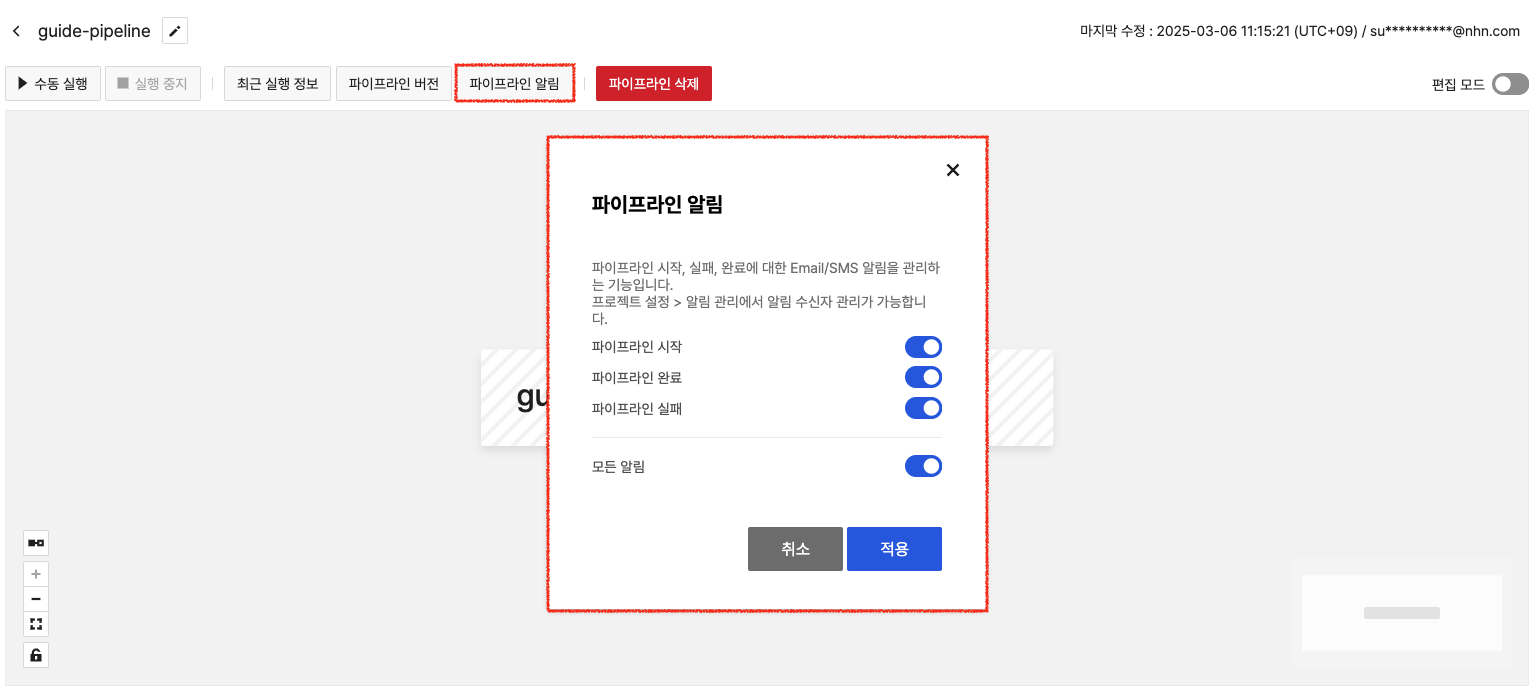 guide-pipeline
마지막 수정 : 2025-03-06 11:15:21 (UTC+09) / su**********@nhn.com
수동 실행
실행 중지
최근 실행 정보
파이프라인 버전
파이프라인 알림
파이프라인 삭제
편집 모드
파이프라인 알림
파이프라인 시작, 실패, 완료에 대한 Email/SMS 알림을 관리하
는 기능입니다.
프로젝트 설정 > 알림 관리에서 알림 수신자 관리가 가능합니
다.
파이프라인 시작
파이프라인 완료
gu
파이프라인 실패
모든 알림
취소
적용